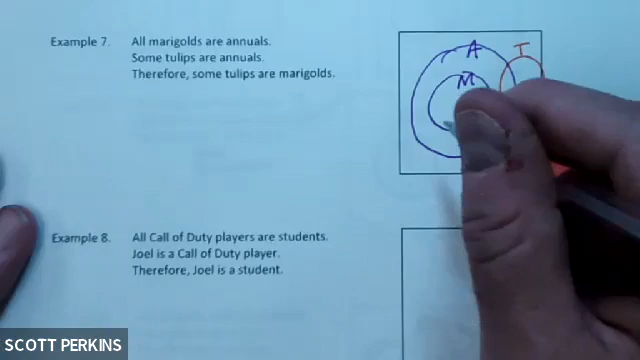 Example 7. All marigolds are annuals.
Some tulips are annuals.
Therefore, some tulips are marigolds.
A
T
M
Example 8. All Call of Duty players are students.
Joel is a Call of Duty player.
Therefore, Joel is a student.
SCOTT PERKINS